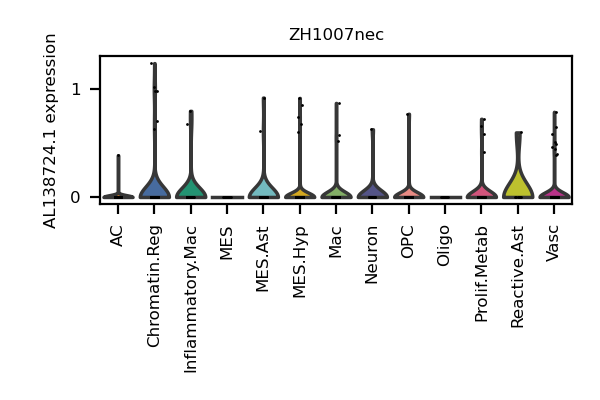 ZH1007nec
AL138724.1 expression
1
0
AC
Chromatin.Reg
Inflammatory.Mac
MES
MES.Ast
MES.Hyp
Mac
Neuron
OPC
Oligo
Prolif.Metab
Reactive.Ast
Vasc